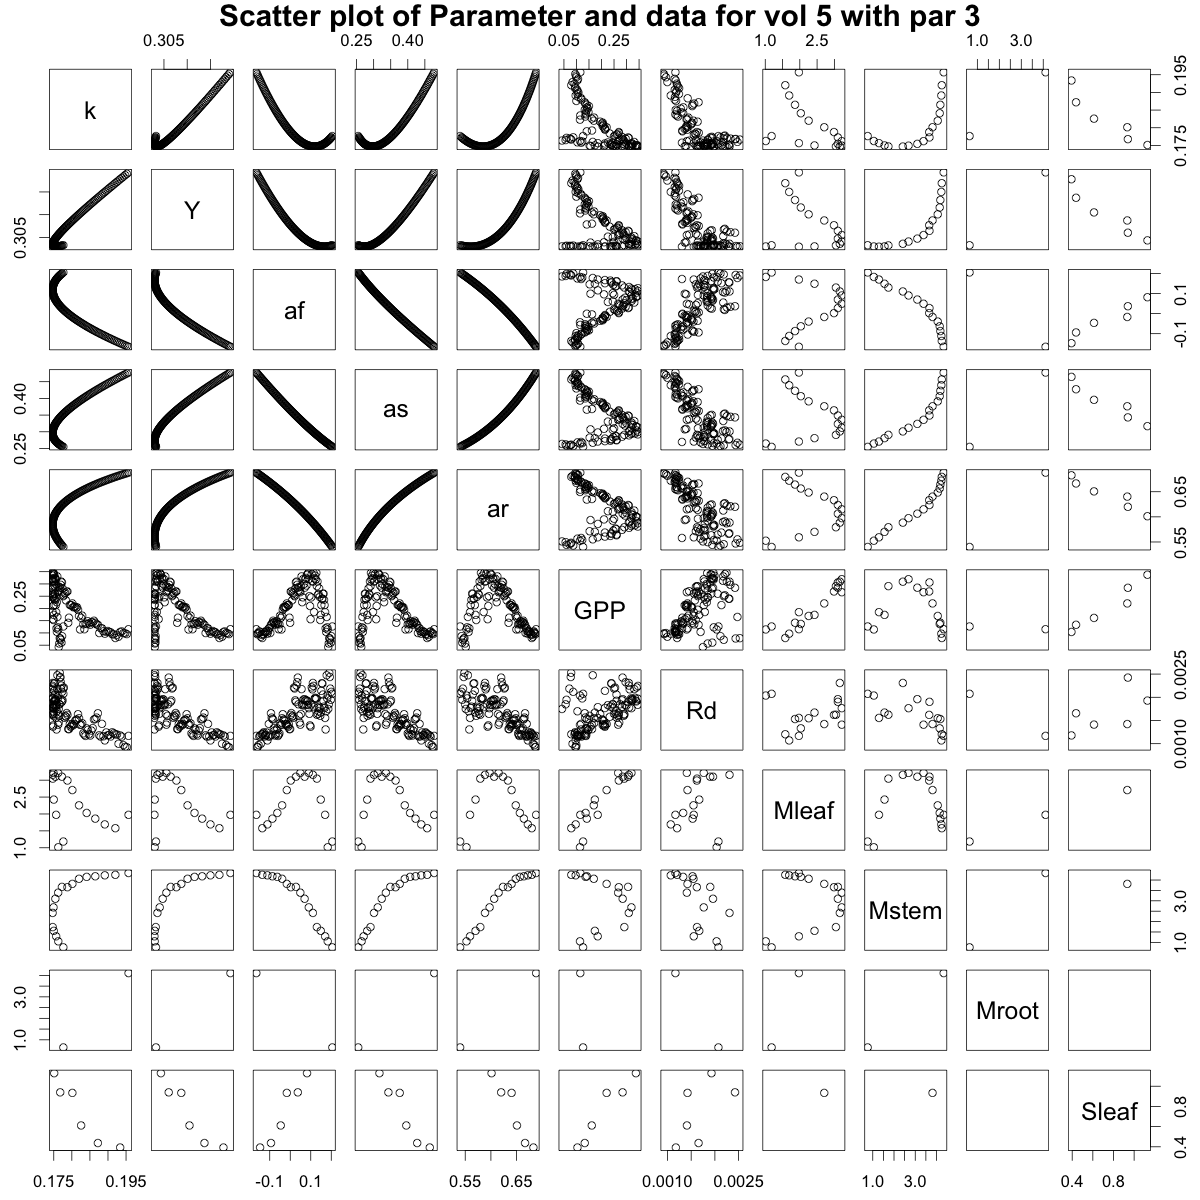 Scatter plot of Parameter and data for vol 5 with par 3
0.305 0.25 0.40 0.05 0.25 1.0 2.5 1.0 3.0
k 0.175 0.195
0.305 Y
af -0.1 0.1
0.25 0.40 as
ar 0.55 0.65
0.05 0.25 GPP
Rd 0.0010 0.0025
1.0 2.5 Mleaf
Mstem 1.0 3.0
1.0 3.0 Mroot
Sleaf 0.4 0.8
0.175 0.195 -0.1 0.1 0.55 0.65 0.0010 0.0025 1.0 3.0 0.4 0.8